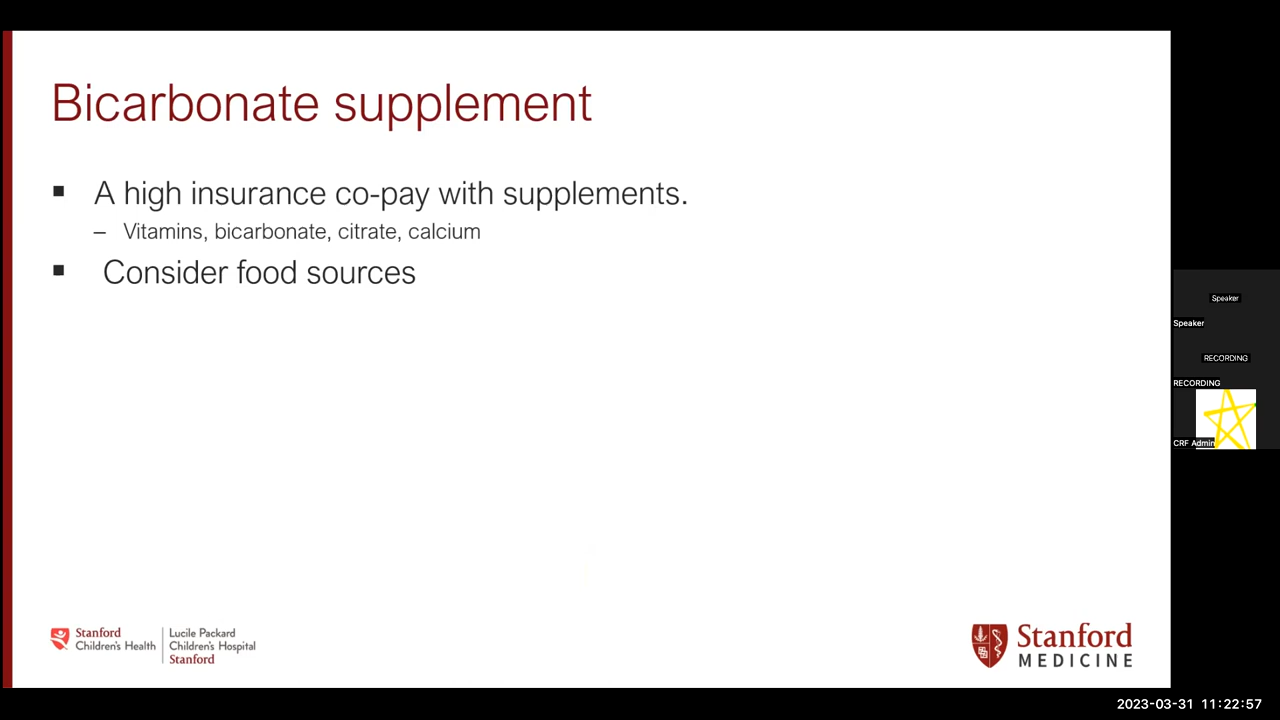 Bicarbonate supplement
▪ A high insurance co-pay with supplements.
– Vitamins, bicarbonate, citrate, calcium
▪ Consider food sources
Speaker
Speaker
RECORDING
RECORDING
CRF Admin
Stanford
Children's Health
Lucile Packard
Children's Hospital
Stanford
Stanford
MEDICINE
2023-03-31 11:22:57